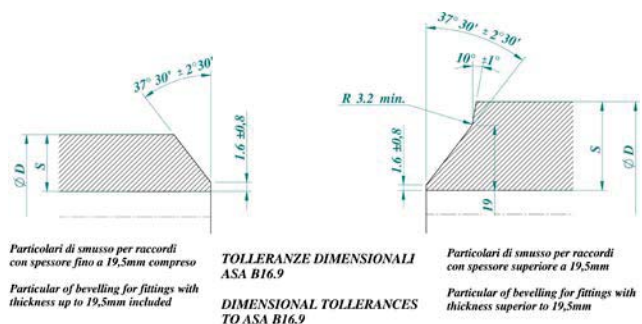 37° 30' ± 2°30'
1.6 ±0,8
Ø D
S
37° 30' ± 2°30'
10° ±1°
R 3.2 min.
1.6 ±0,8
19
S
Ø D
Particolari di smusso per raccordi
con spessore fino a 19,5mm compreso
Particular of bevelling for fittings with
thickness up to 19,5mm included
TOLLERANZE DIMENSIONALI
ASA B16.9
DIMENSIONAL TOLLERANCES
TO ASA B16.9
Particolari di smusso per raccordi
con spessore superiore a 19,5mm
Particular of bevelling for fittings with
thickness superior to 19,5mm